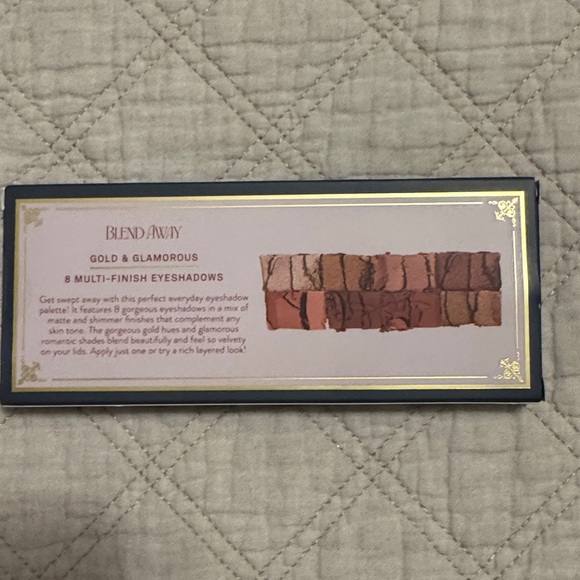 BLEND AWAY
GOLD & GLAMOROUS
8 MULTI-FINISH EYESHADOWS
Get swept away with this perfect everyday eyeshadow
palette! It features 8 gorgeous eyeshadows in a mix of
matte and shimmer finishes that complement any
skin tone. The gorgeous gold hues and glamorous
romantic shades blend beautifully and feel so velvety
on your lids. Apply just one or try a rich layered look!